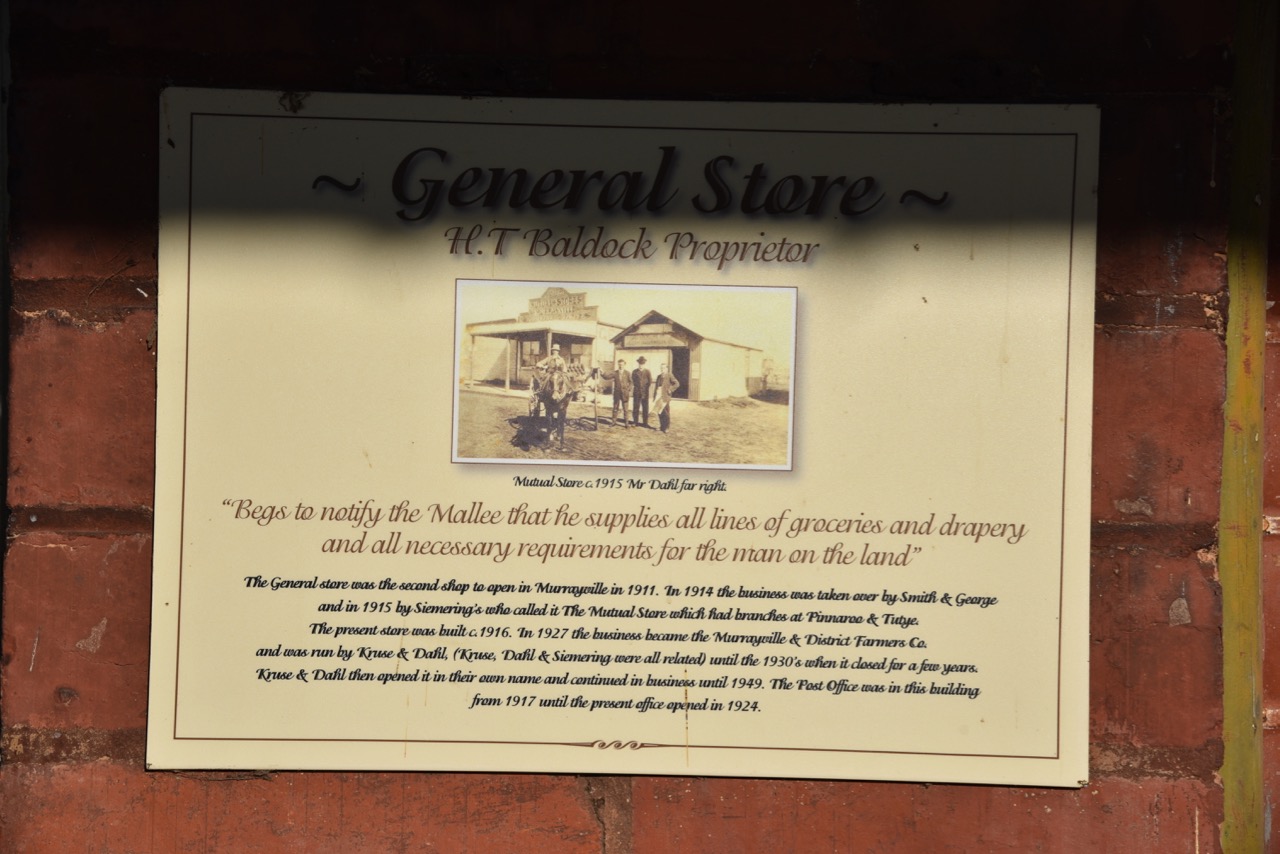 ~ General Store ~
H.T Baldock Proprietor
Mutual Store c.1915 Mr Dahl far right.
“Begs to notify the Mallee that he supplies all lines of groceries and drapery
and all necessary requirements for the man on the land”
The General store was the second shop to open in Murrayville in 1911. In 1914 the business was taken over by Smith & George
and in 1915 by Siemering's who called it The Mutual Store which had branches at Pinnaroo & Tutye.
The present store was built c.1916. In 1927 the business became the Murrayville & District Farmers Co.
and was run by Kruse & Dahl, (Kruse, Dahl & Siemering were all related) until the 1930's when it closed for a few years.
Kruse & Dahl then opened it in their own name and continued in business until 1949. The Post Office was in this building
from 1917 until the present office opened in 1924.